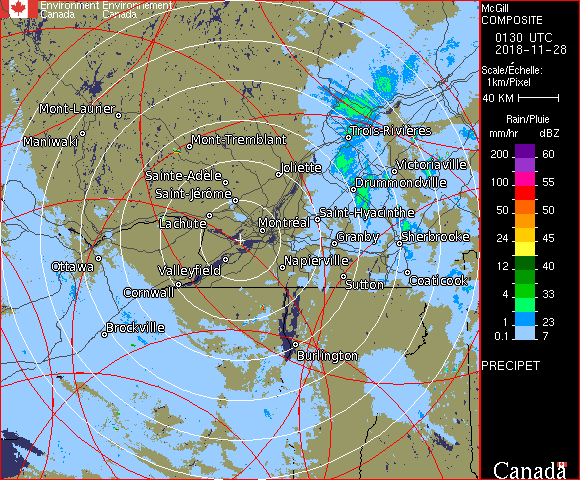 Environment Environnement
Canada Canada
McGill
COMPOSITE
0130 UTC
2018-11-28
Scale/Échelle:
1km/Pixel
40 KM
Rain/Pluie
mm/hr dBZ
200 60
100 55
50 50
24 45
12 40
4 33
1 23
0.1 7
PRECIPET
Canada
Mont-Laurier
Maniwaki
Mont-Tremblant
Trois-Rivières
Sainte-Adèle
Joliette
Victoriaville
Saint-Jérôme
Drummondville
Lachute
Montréal
Saint-Hyacinthe
Granby
Sherbrooke
Ottawa
Valleyfield
Napierville
Cornwall
Sutton
Coaticook
Brockville
Burlington